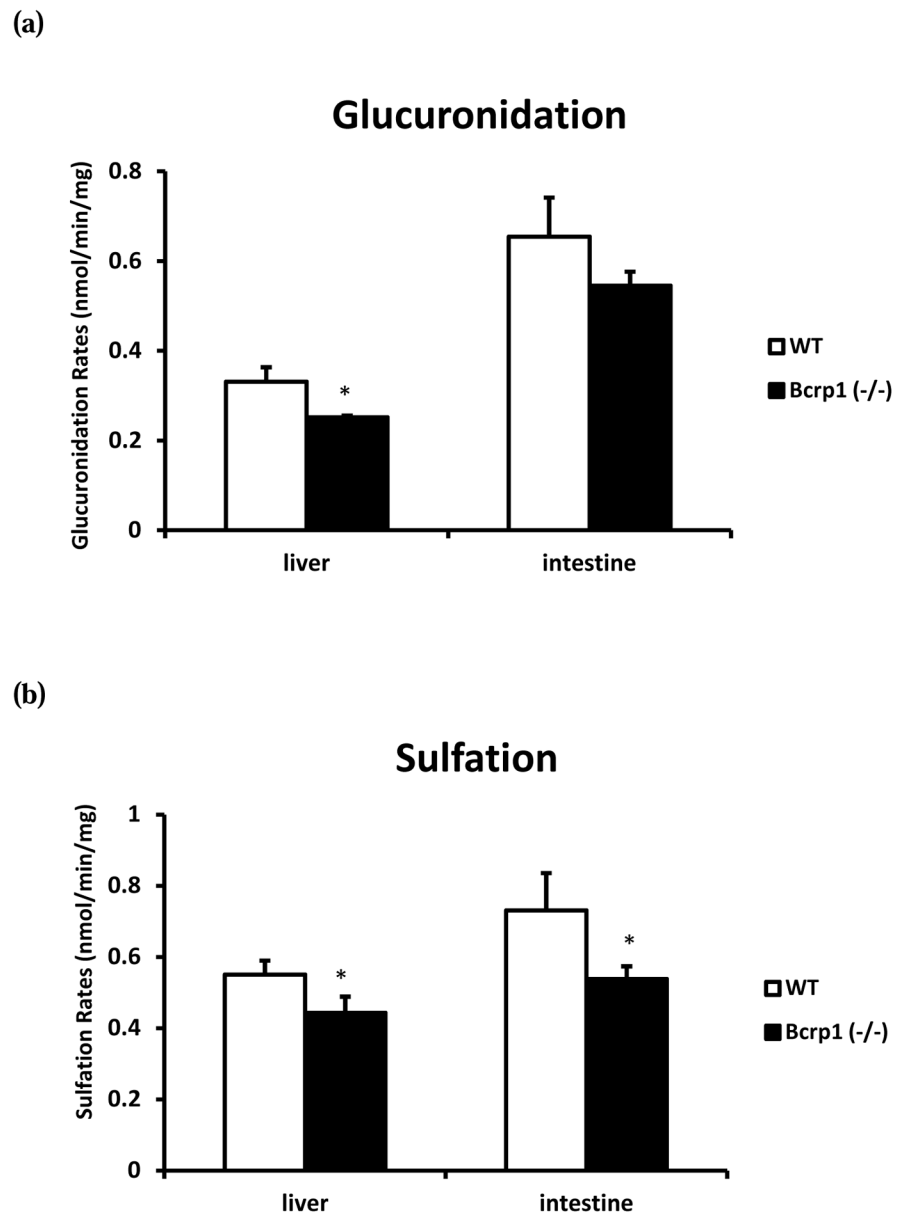 (a)
Glucuronidation
Glucuronidation Rates (nmol/min/mg)
0.8
0.6
0.4
0.2
0
*
liver
intestine
WT
Bcrp1 (-/-)
(b)
Sulfation
Sulfation Rates (nmol/min/mg)
1
0.8
0.6
0.4
0.2
0
*
*
liver
intestine
WT
Bcrp1 (-/-)